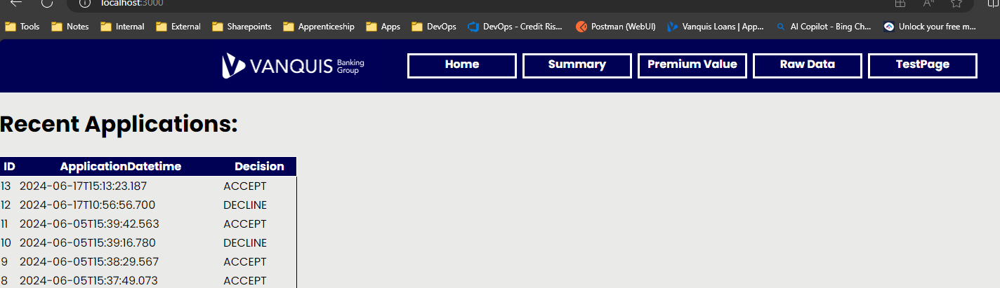 localhost:3000
Tools Notes Internal External Sharepoints Apprenticeship Apps DevOps DevOps - Credit Ris... Postman (WebUI) Vanquis Loans | App... AI Copilot - Bing Ch... Unlock your free m...
VANQUIS Banking Group
Home Summary Premium Value Raw Data TestPage
Recent Applications:
ID ApplicationDatetime Decision
13 2024-06-17T15:13:23.187 ACCEPT
12 2024-06-17T10:56:56.700 DECLINE
11 2024-06-05T15:39:42.563 ACCEPT
10 2024-06-05T15:39:16.780 DECLINE
9 2024-06-05T15:38:29.567 ACCEPT
8 2024-06-05T15:37:49.073 ACCEPT